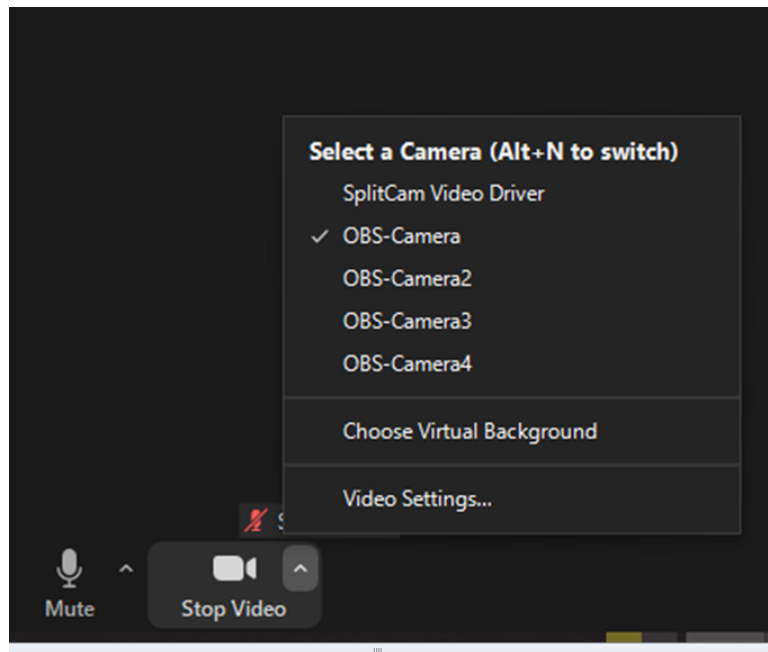 Select a Camera (Alt+N to switch)
SplitCam Video Driver
OBS-Camera
OBS-Camera2
OBS-Camera3
OBS-Camera4
Choose Virtual Background
Video Settings...
Mute
Stop Video